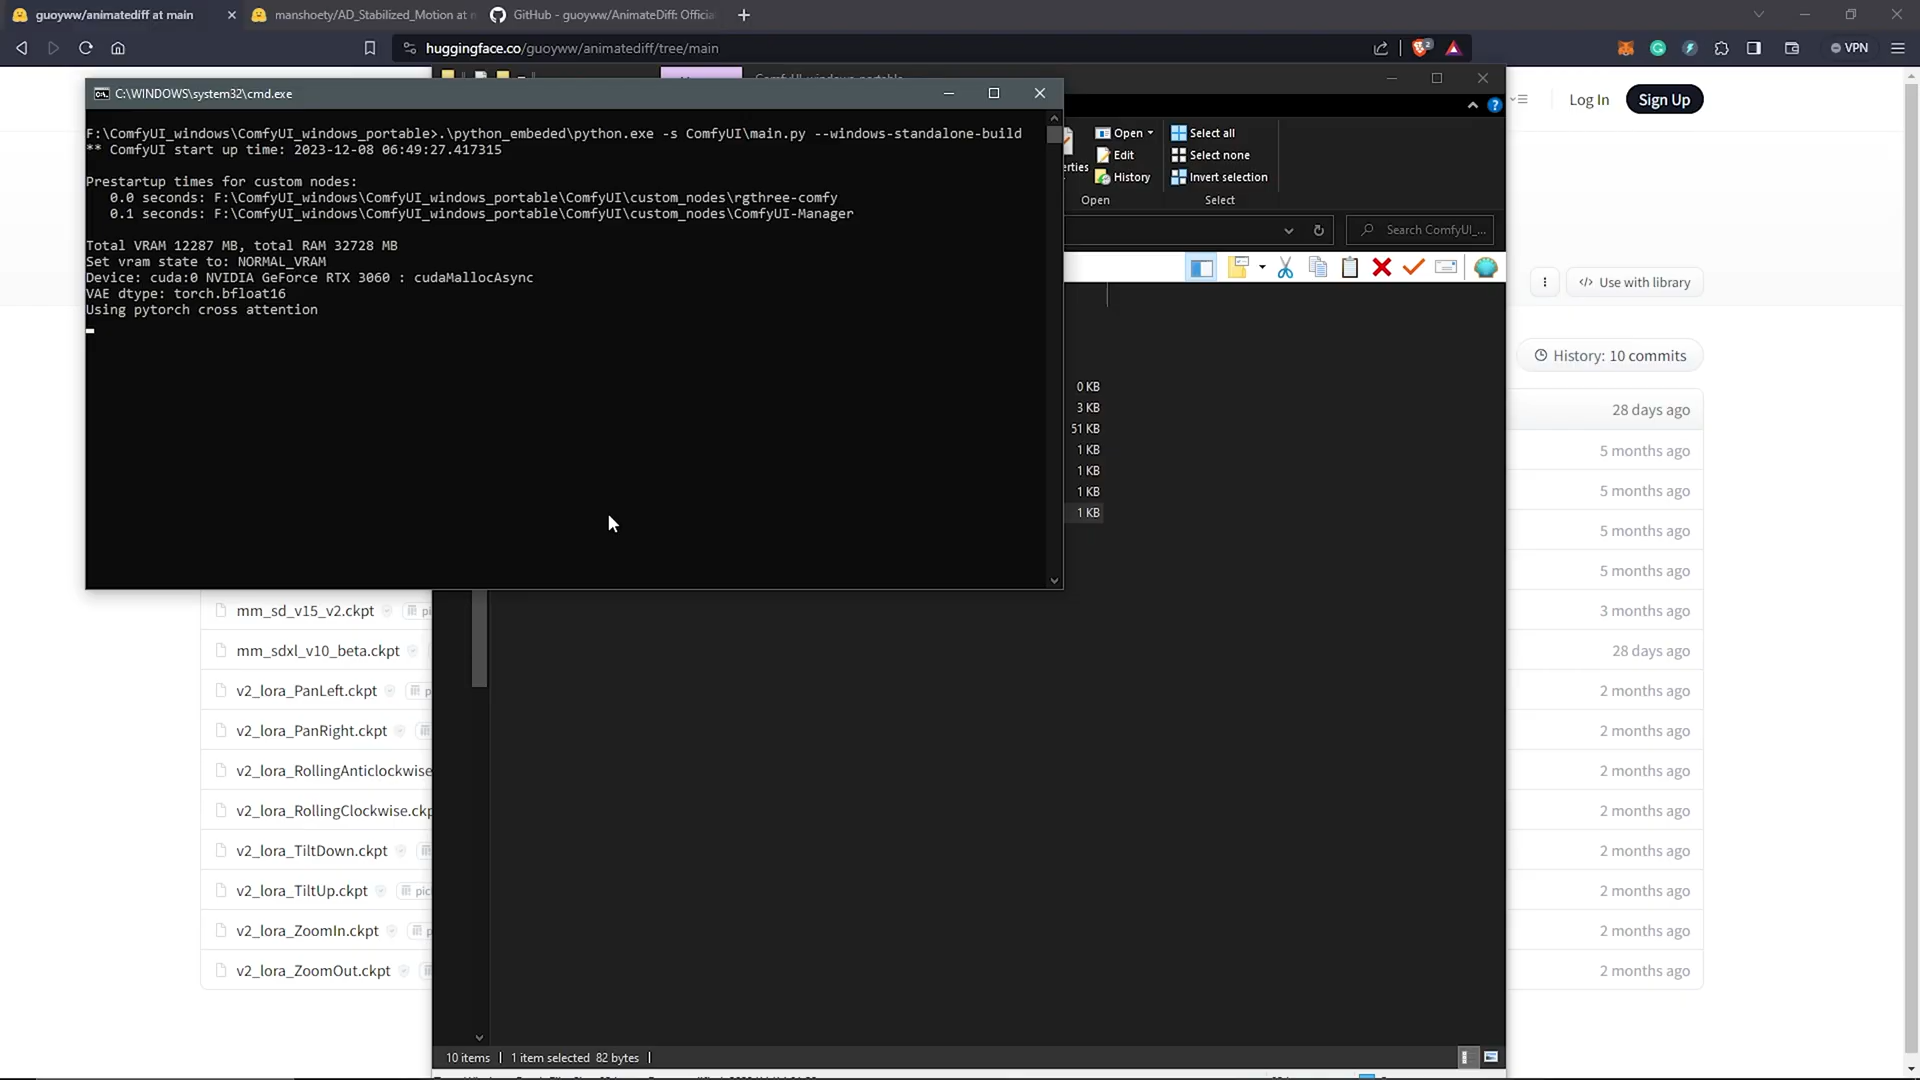 guoyww/animatediff at main
manshoety/AD_Stabilized_Motion at
GitHub - guoyww/AnimateDiff: Officia
huggingface.co/guoyww/animatediff/tree/main
2
VPN
C:\WINDOWS\system32\cmd.exe
Log In
Sign Up
F:\ComfyUI_windows\ComfyUI_windows_portable>.\python_embeded\python.exe -s ComfyUI\main.py --windows-standalone-build
** ComfyUI start up time: 2023-12-08 06:49:27.417315
Prestartup times for custom nodes:
0.0 seconds: F:\ComfyUI_windows\ComfyUI_windows_portable\ComfyUI\custom_nodes\rgthree-comfy
0.1 seconds: F:\ComfyUI_windows\ComfyUI_windows_portable\ComfyUI\custom_nodes\ComfyUI-Manager
Total VRAM 12287 MB, total RAM 32728 MB
Set vram state to: NORMAL_VRAM
Device: cuda:0 NVIDIA GeForce RTX 3060 : cudaMallocAsync
VAE dtype: torch.bfloat16
Using pytorch cross attention
erties
Open
Edit
History
Open
Select all
Select none
Invert selection
Select
Search ComfyUI_...
Use with library
History: 10 commits
0 KB
3 KB
51 KB
1 KB
1 KB
1 KB
1 KB
28 days ago
5 months ago
5 months ago
5 months ago
5 months ago
mm_sd_v15_v2.ckpt
3 months ago
mm_sdxl_v10_beta.ckpt
28 days ago
v2_lora_PanLeft.ckpt
2 months ago
v2_lora_PanRight.ckpt
2 months ago
v2_lora_RollingAnticlockwise
2 months ago
v2_lora_RollingClockwise.ckp
2 months ago
v2_lora_TiltDown.ckpt
2 months ago
v2_lora_TiltUp.ckpt
pic
2 months ago
v2_lora_ZoomIn.ckpt
2 months ago
v2_lora_ZoomOut.ckpt
2 months ago
10 items
1 item selected 82 bytes